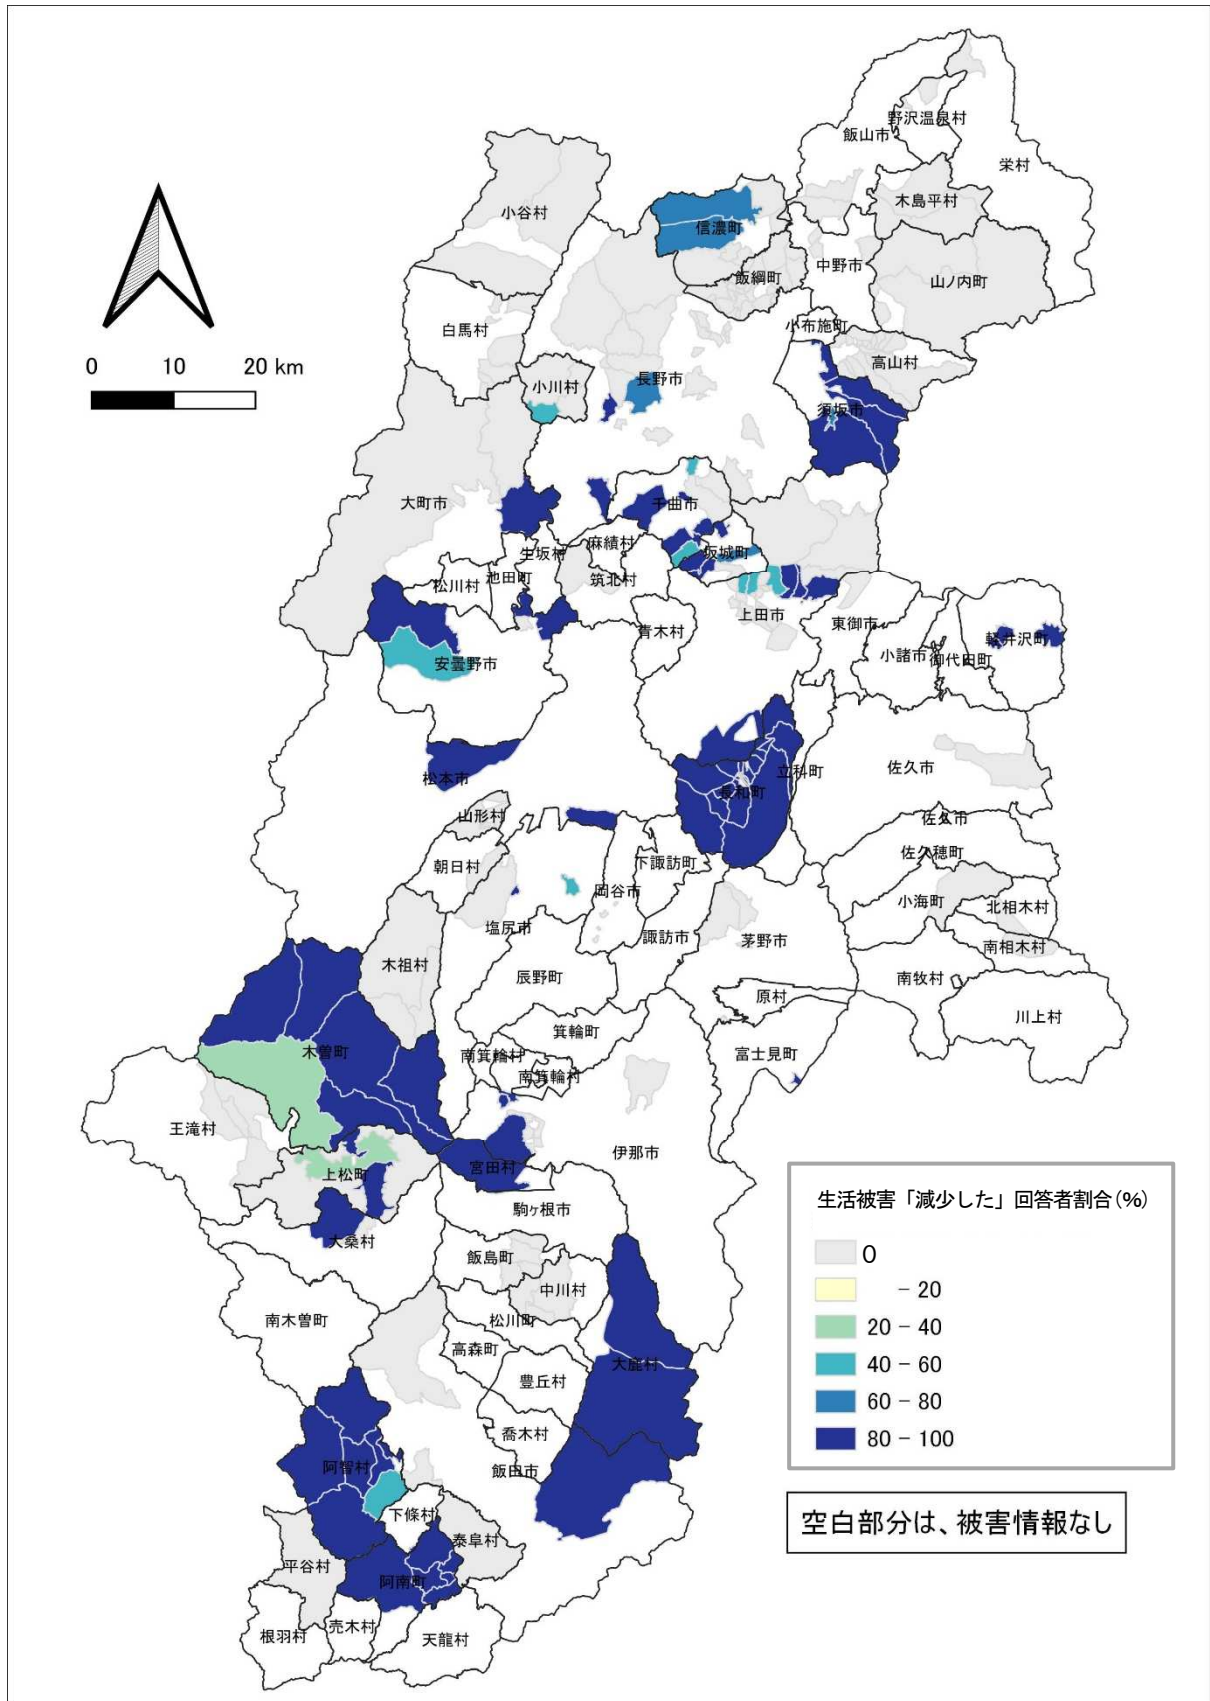 野沢温泉村
飯山市
栄村
木島平村
小谷村
信濃町
中野市
飯綱町
山ノ内町
小布施町
白馬村
高山村
0 10 20 km
長野市
小川村
須坂市
大町市
千曲市
麻績村
坂城町
生坂村
池田町
筑北村
松川村
上田市
東御市
青木村
軽井沢町
小諸市
御代田町
安曇野市
佐久市
立科町
松本市
長和町
山形村
佐久市
佐久穂町
下諏訪町
朝日村
岡谷市
小海町
北相木村
塩尻市
諏訪市
茅野市
南相木村
木祖村
辰野町
南牧村
原村
川上村
箕輪町
木曽町
南箕輪村
富士見町
南箕輪村
王滝村
伊那市
宮田村
上松町
駒ヶ根市
大桑村
飯島町
中川村
南木曽町
松川町
高森町
大鹿村
豊丘村
喬木村
阿智村
飯田市
下條村
泰阜村
平谷村
阿南町
売木村
根羽村
天龍村
生活被害「減少した」回答者割合(%)
0
－20
20－40
40－60
60－80
80－100
空白部分は、被害情報なし